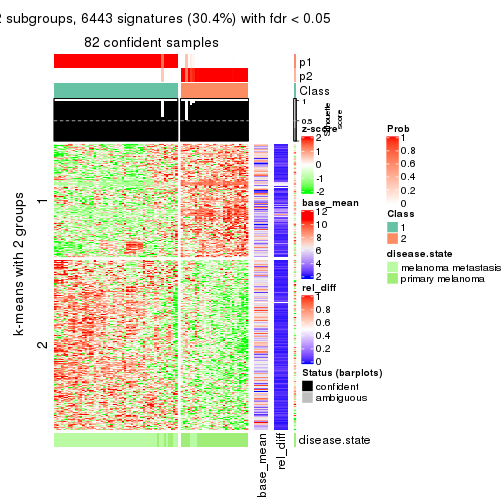 2 subgroups, 6443 signatures (30.4%) with fdr < 0.05
82 confident samples
p1
p2
Class
1
0.5
Silhouette
score
k-means with 2 groups
1
2
z-score
2
1
0
-1
-2
base_mean
12
10
8
6
4
2
rel_diff
1
0.8
0.6
0.4
0.2
0
Status (barplots)
confident
ambiguous
Prob
1
0.8
0.6
0.4
0.2
0
Class
1
2
disease.state
melanoma metastasis
primary melanoma
disease.state
base_mean
rel_diff